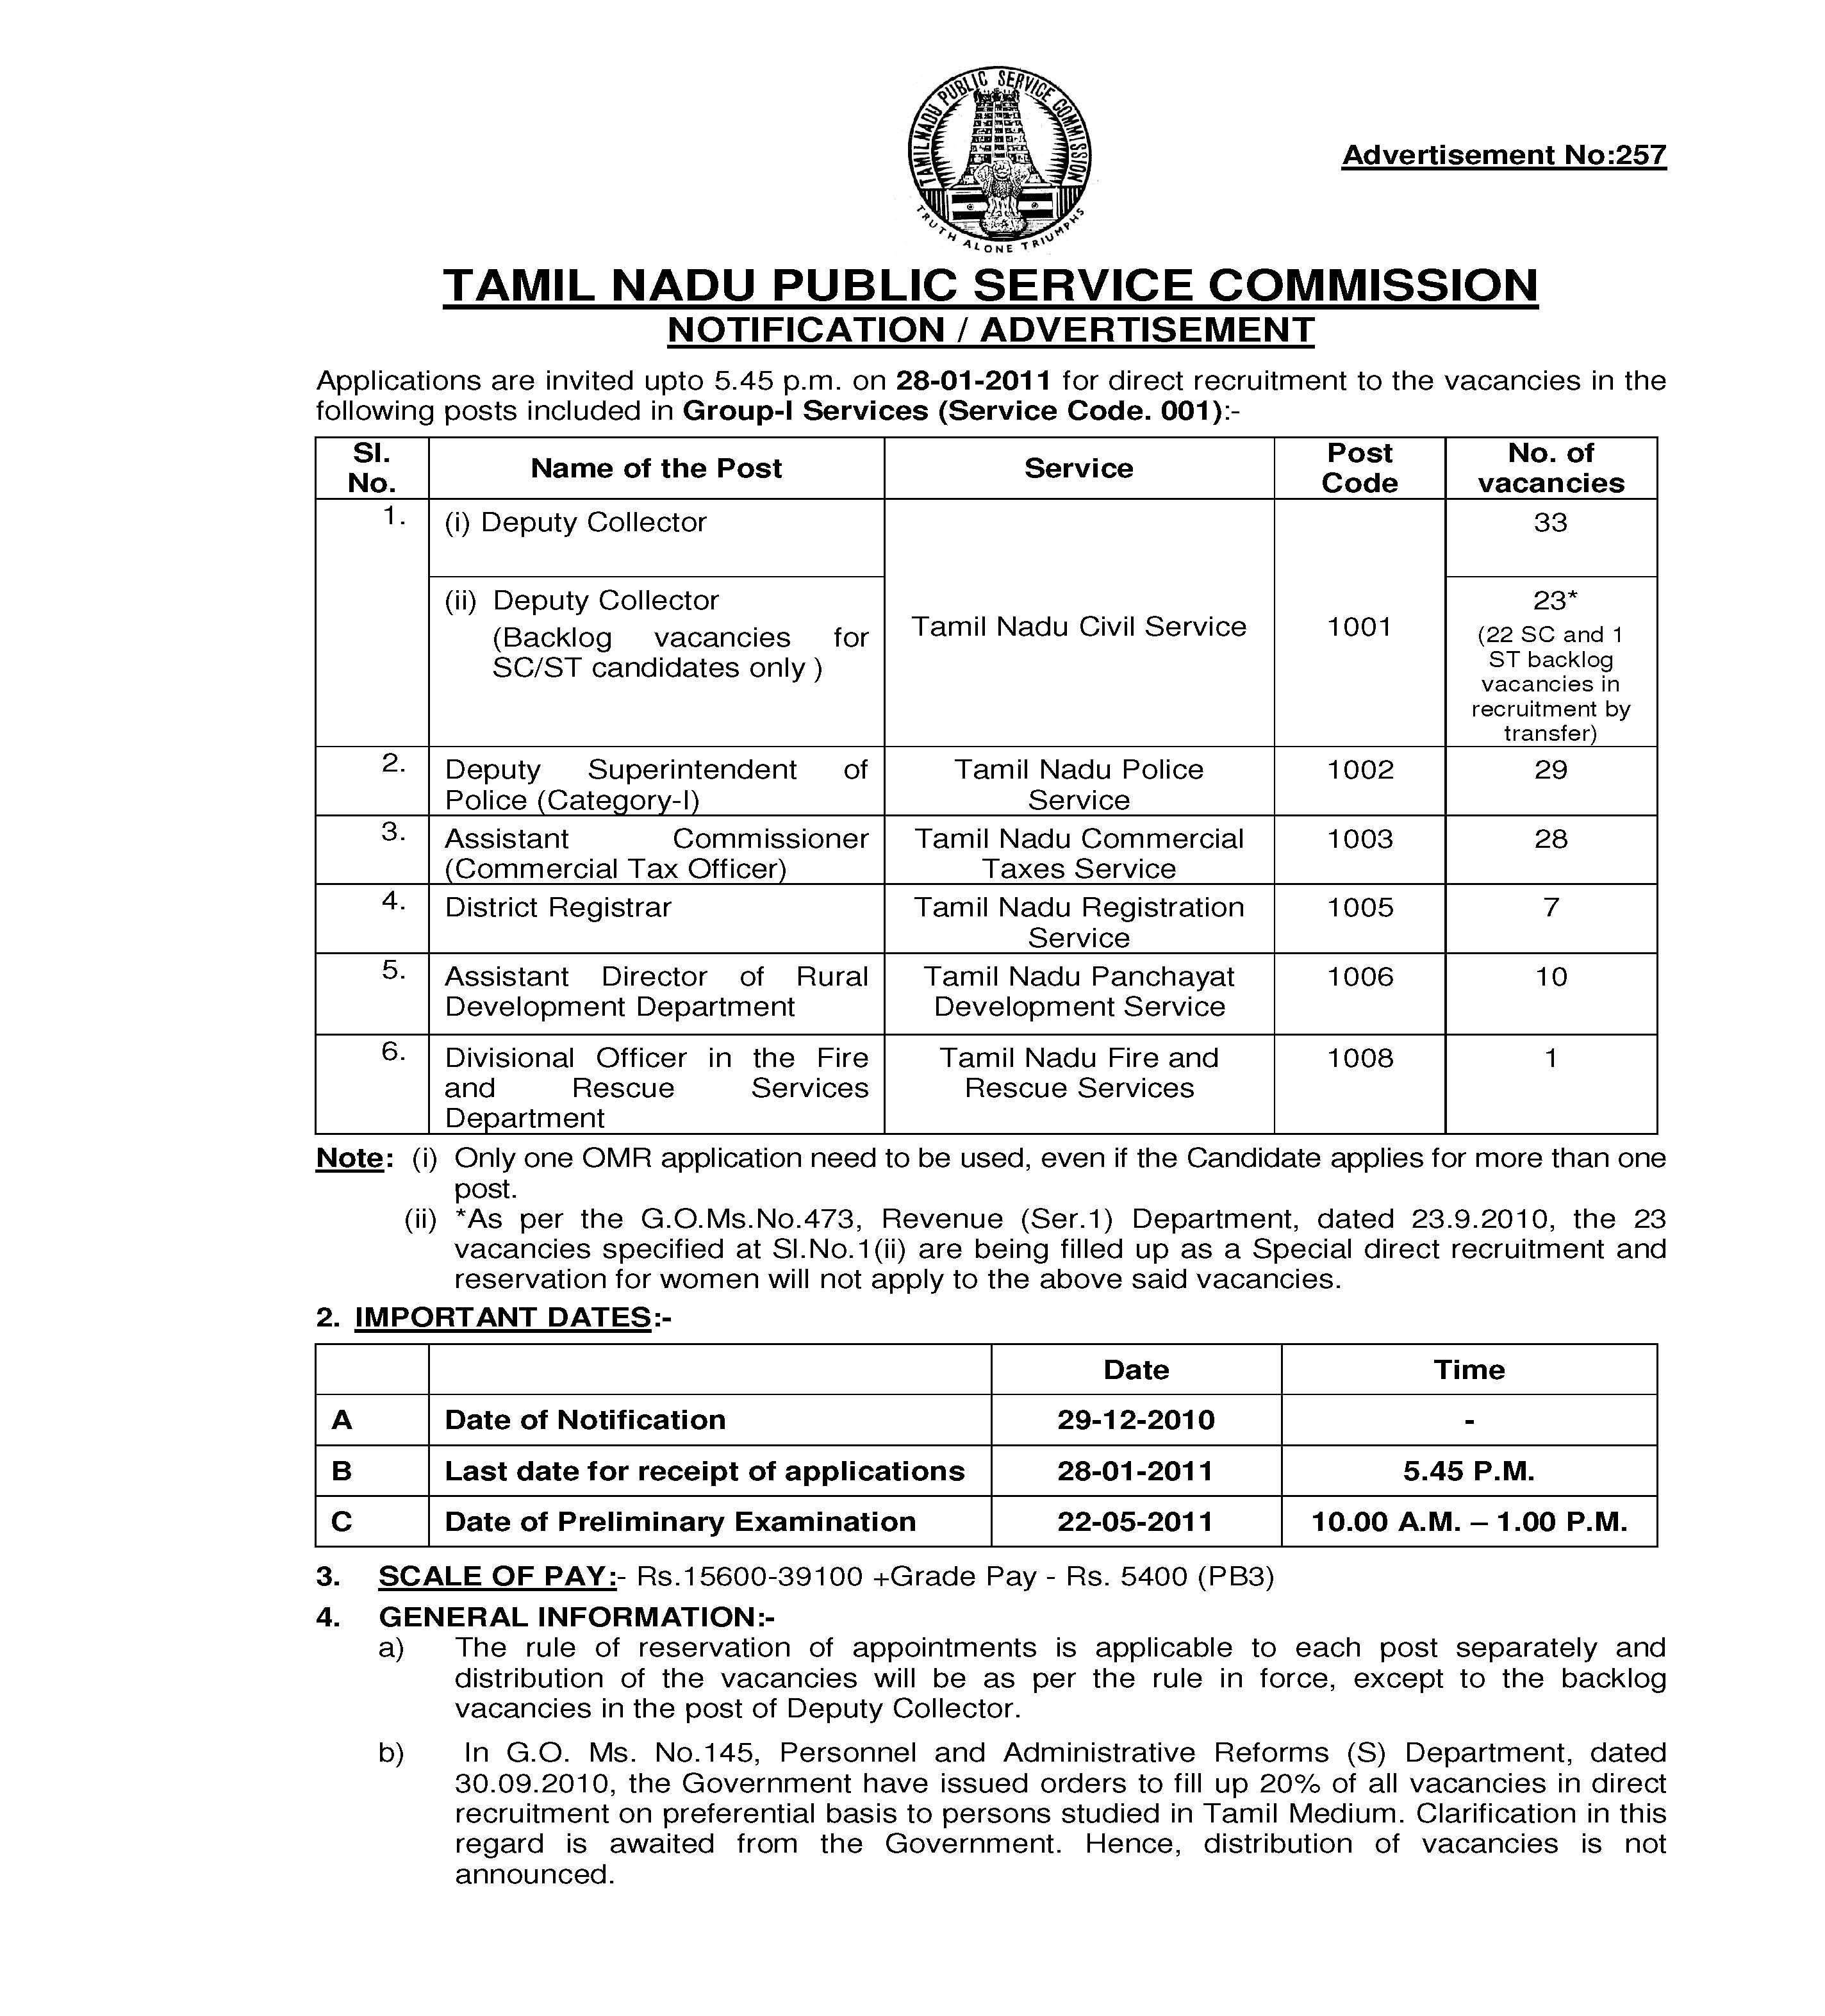 TAMILNADU PUBLIC SERVICE COMMISSION
TRUTH ALONE TRIUMPHS
Advertisement No:257
TAMIL NADU PUBLIC SERVICE COMMISSION
NOTIFICATION / ADVERTISEMENT
Applications are invited upto 5.45 p.m. on 28-01-2011 for direct recruitment to the vacancies in the
following posts included in Group-I Services (Service Code. 001):-
Sl. No. Name of the Post Service Post Code No. of vacancies
1. (i) Deputy Collector 33
(ii) Deputy Collector
(Backlog vacancies for
SC/ST candidates only )
Tamil Nadu Civil Service 1001
23*
(22 SC and 1
ST backlog
vacancies in
recruitment by
transfer)
2. Deputy Superintendent of Tamil Nadu Police 1002 29
Police (Category-I) Service
3. Assistant Commissioner Tamil Nadu Commercial 1003 28
(Commercial Tax Officer) Taxes Service
4. District Registrar Tamil Nadu Registration 1005 7
Service
5. Assistant Director of Rural Tamil Nadu Panchayat 1006 10
Development Department Development Service
6. Divisional Officer in the Fire Tamil Nadu Fire and 1008 1
and Rescue Services Rescue Services
Department
Note: (i) Only one OMR application need to be used, even if the Candidate applies for more than one
post.
(ii) *As per the G.O.Ms.No.473, Revenue (Ser.1) Department, dated 23.9.2010, the 23
vacancies specified at Sl.No.1(ii) are being filled up as a Special direct recruitment and
reservation for women will not apply to the above said vacancies.
2. IMPORTANT DATES:-
Date Time
A Date of Notification 29-12-2010 -
B Last date for receipt of applications 28-01-2011 5.45 P.M.
C Date of Preliminary Examination 22-05-2011 10.00 A.M. – 1.00 P.M.
3. SCALE OF PAY:- Rs.15600-39100 +Grade Pay - Rs. 5400 (PB3)
4. GENERAL INFORMATION:-
a) The rule of reservation of appointments is applicable to each post separately and
distribution of the vacancies will be as per the rule in force, except to the backlog
vacancies in the post of Deputy Collector.
b) In G.O. Ms. No.145, Personnel and Administrative Reforms (S) Department, dated
30.09.2010, the Government have issued orders to fill up 20% of all vacancies in direct
recruitment on preferential basis to persons studied in Tamil Medium. Clarification in this
regard is awaited from the Government. Hence, distribution of vacancies is not
announced.